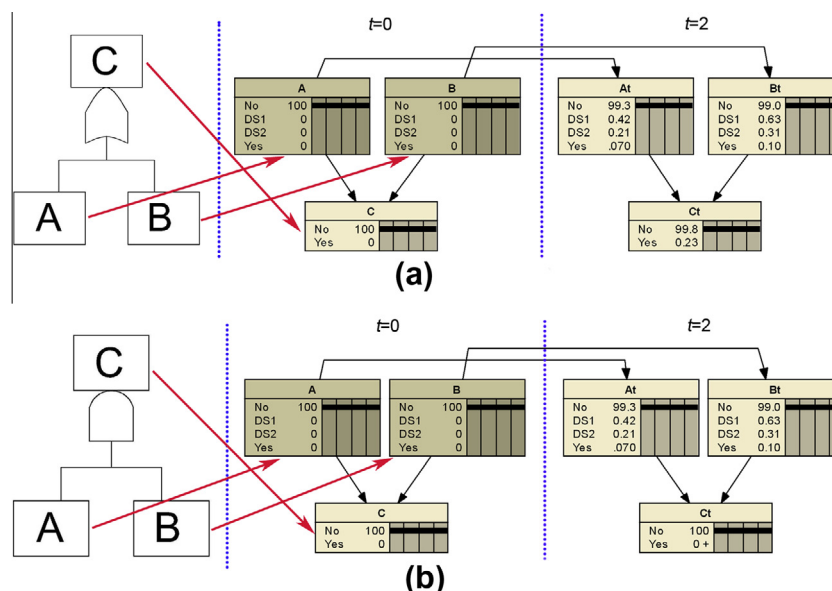 t=0
t=2
C
A
B
A
No 100
DS1 0
DS2 0
Yes 0
B
No 100
DS1 0
DS2 0
Yes 0
At
No 99.3
DS1 0.42
DS2 0.21
Yes .070
Bt
No 99.0
DS1 0.63
DS2 0.31
Yes 0.10
C
No 100
Yes 0
Ct
No 99.8
Yes 0.23
(a)
t=0
t=2
C
A
B
A
No 100
DS1 0
DS2 0
Yes 0
B
No 100
DS1 0
DS2 0
Yes 0
At
No 99.3
DS1 0.42
DS2 0.21
Yes .070
Bt
No 99.0
DS1 0.63
DS2 0.31
Yes 0.10
C
No 100
Yes 0
Ct
No 100
Yes 0 +
(b)